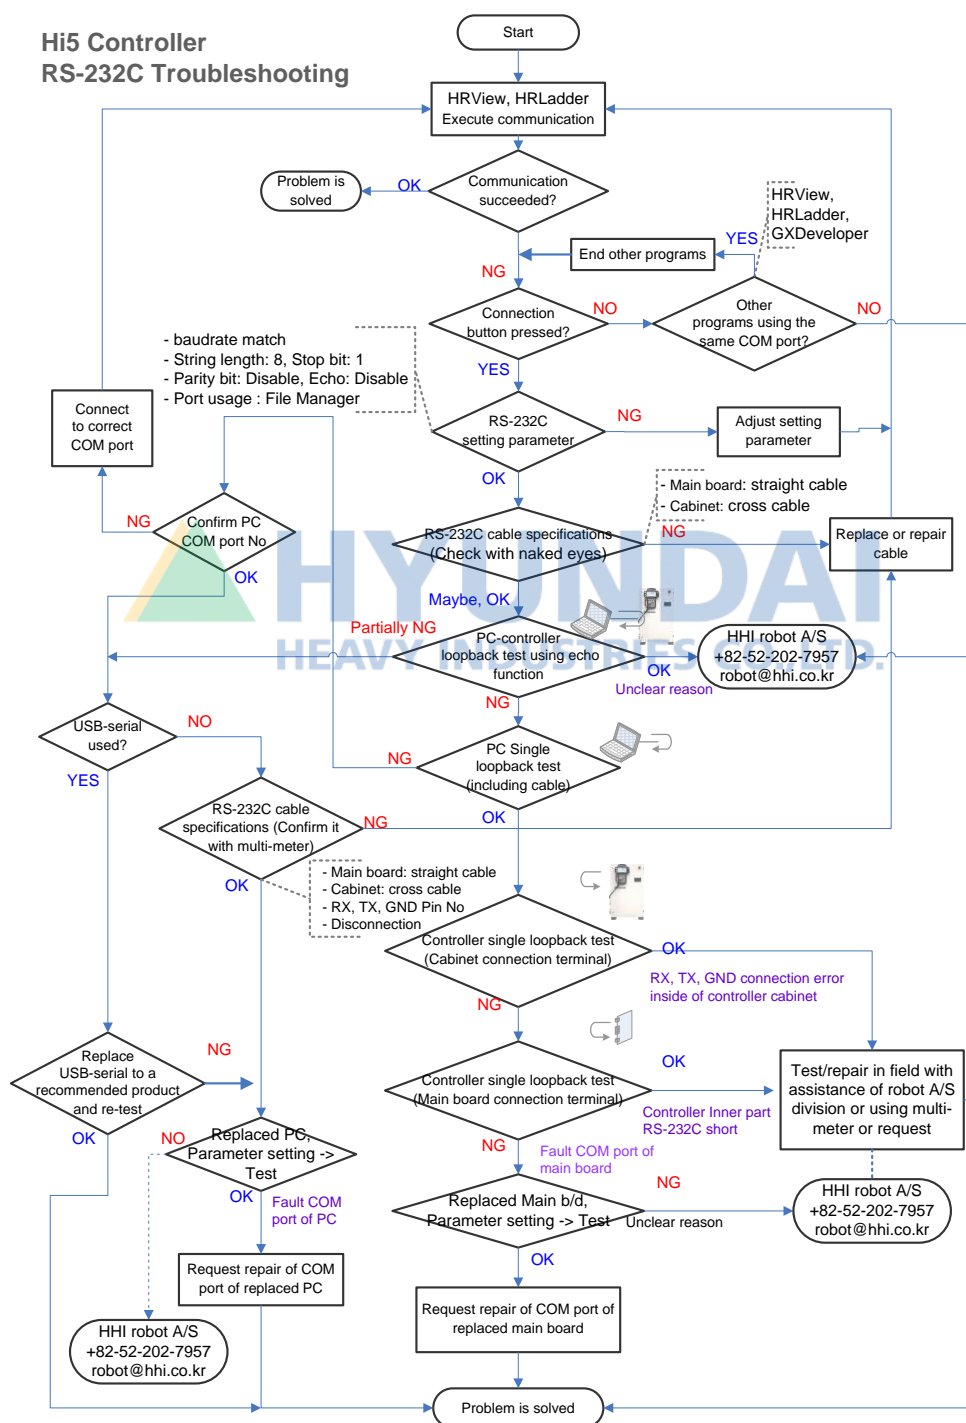 Hi5 Controller
RS-232C Troubleshooting
Start
HRView, HRLadder
Execute communication
Problem is
solved
OK
Communication
succeeded?
HRView,
HRLadder,
GXDeveloper
YES
End other programs
NG
Connection
button pressed?
NO
Other
programs using the
same COM port?
NO
- baudrate match
- String length: 8, Stop bit: 1
- Parity bit: Disable, Echo: Disable
- Port usage : File Manager
YES
Connect
to correct
COM port
RS-232C
setting parameter
NG
Adjust setting
parameter
OK
- Main board: straight cable
- Cabinet: cross cable
NG
Confirm PC
COM port No
RS-232C cable specifications
(Check with naked eyes)
NG
Replace or repair
cable
OK
HYUNDAI
HEAVY INDUSTRIES CO.,LTD.
Maybe, OK
Partially NG
PC-controller
loopback test using echo
function
OK
Unclear reason
HHI robot A/S
+82-52-202-7957
robot@hhi.co.kr
NG
USB-serial
used?
NO
NG
PC Single
loopback test
(including cable)
YES
OK
RS-232C cable
specifications (Confirm it
with multi-meter)
NG
OK
- Main board: straight cable
- Cabinet: cross cable
- RX, TX, GND Pin No
- Disconnection
Controller single loopback test
(Cabinet connection terminal)
OK
RX, TX, GND connection error
inside of controller cabinet
NG
Replace
USB-serial to a
recommended product
and re-test
NG
OK
Controller single loopback test
(Main board connection terminal)
OK
Controller Inner part
RS-232C short
Test/repair in field with
assistance of robot A/S
division or using multi-
meter or request
NO
Replaced PC,
Parameter setting ->
Test
NG
Fault COM port of
main board
OK
Fault COM
port of PC
Replaced Main b/d,
Parameter setting -> Test
NG
Unclear reason
HHI robot A/S
+82-52-202-7957
robot@hhi.co.kr
OK
Request repair of COM
port of replaced PC
Request repair of COM port of
replaced main board
HHI robot A/S
+82-52-202-7957
robot@hhi.co.kr
Problem is solved